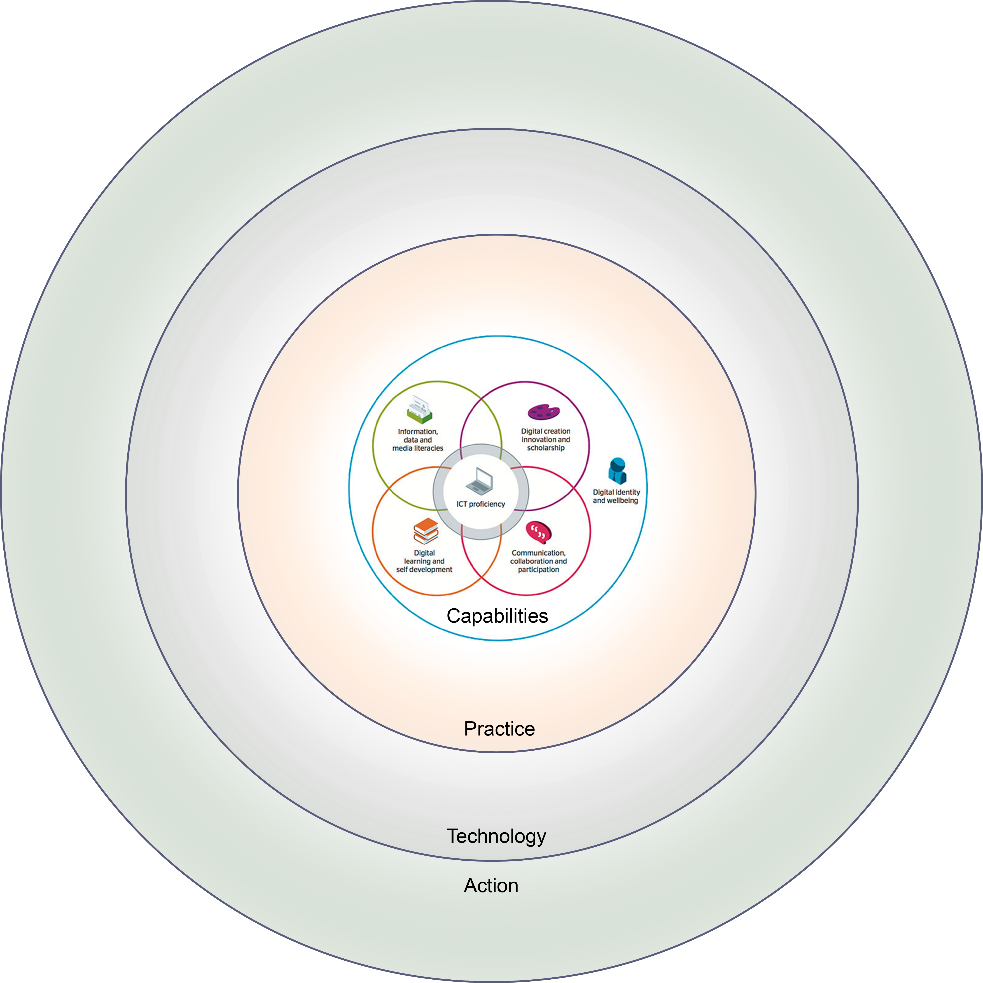 Information,
data and
media literacies
Digital creation
innovation and
scholarship
Digital identity
and wellbeing
ICT proficiency
Digital
learning and
self development
Communication,
collaboration and
participation
Capabilities
Practice
Technology
Action